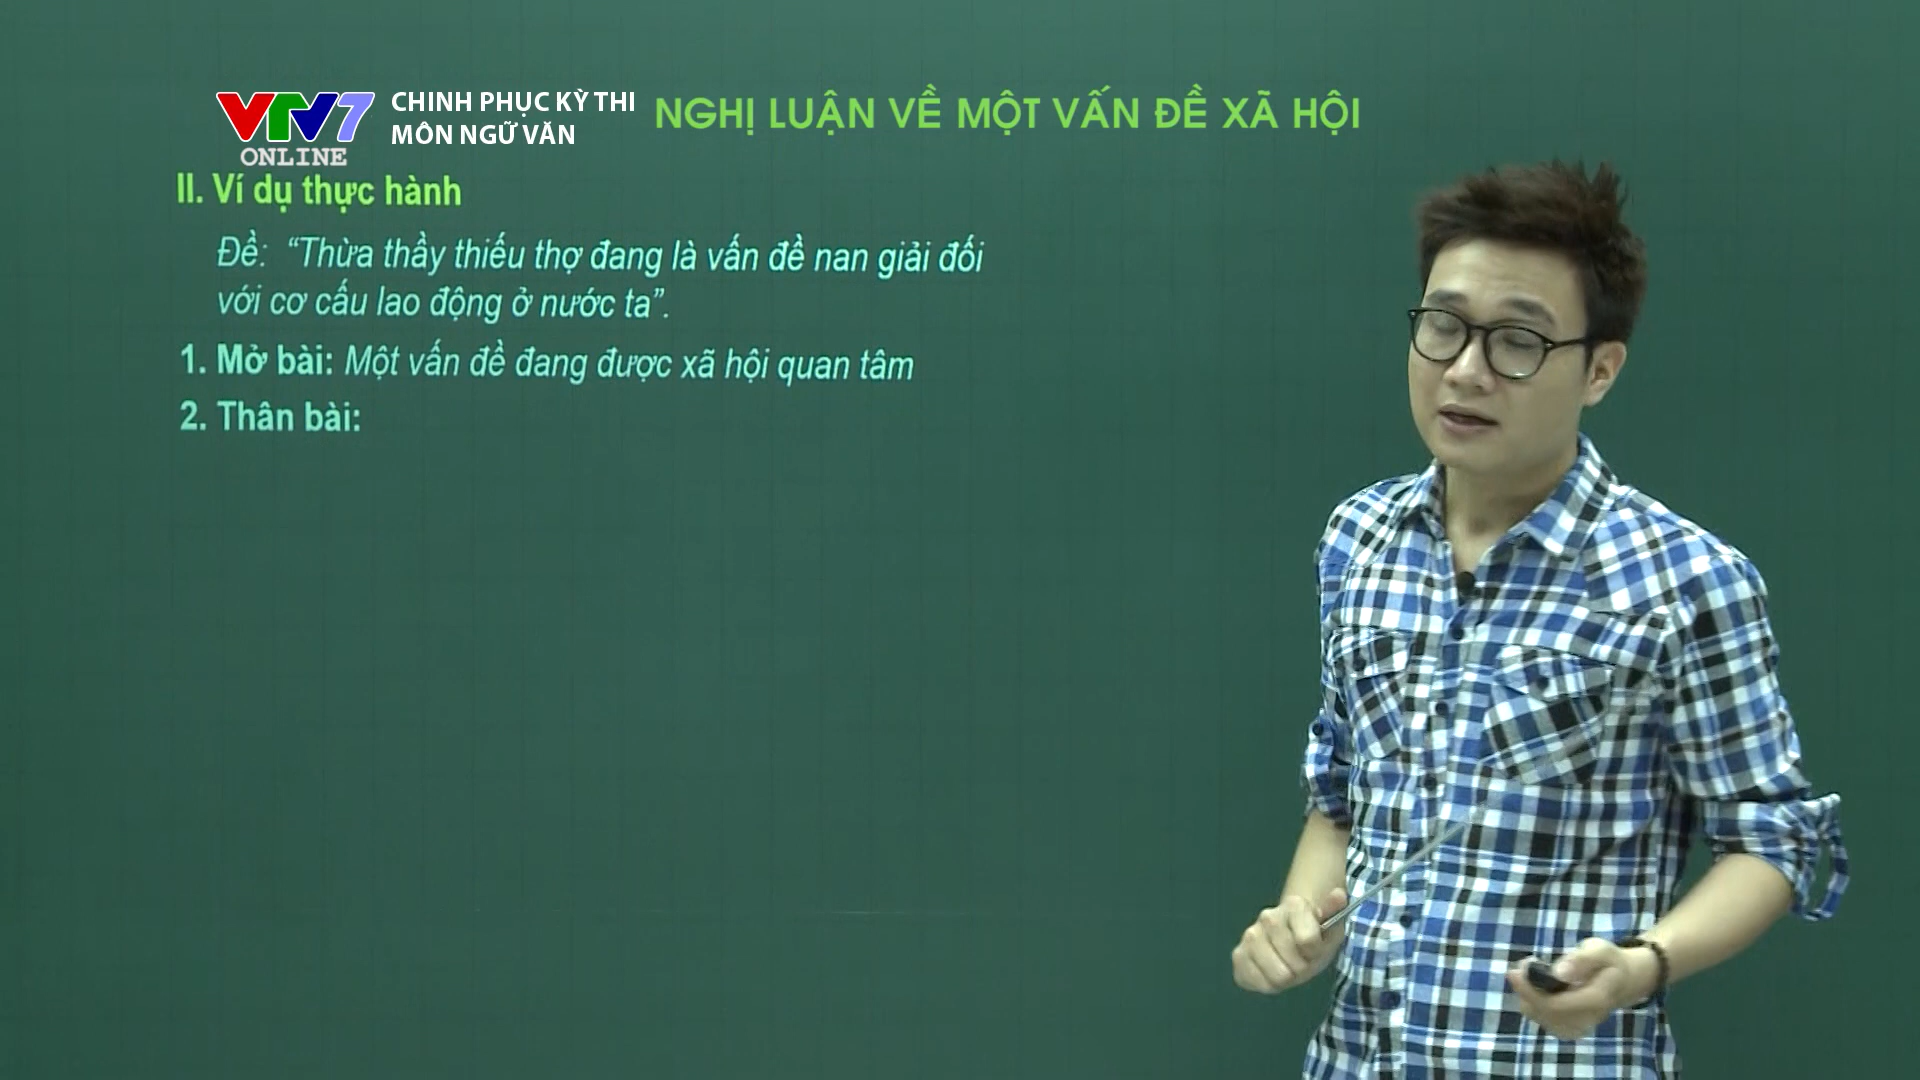 VTV7
ONLINE
CHINH PHỤC KỲ THI
MÔN NGỮ VĂN
NGHỊ LUẬN VỀ MỘT VẤN ĐỀ XÃ HỘI
II. Ví dụ thực hành
Đề: “Thừa thầy thiếu thợ đang là vấn đề nan giải đối
với cơ cấu lao động ở nước ta”.
1. Mở bài: Một vấn đề đang được xã hội quan tâm
2. Thân bài: